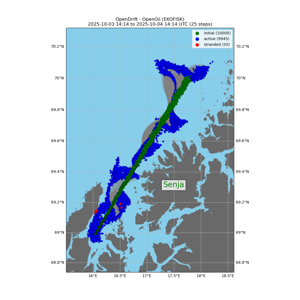 OpenDrift - OpenOil (EKOFISK)
2025-10-03 14:14 to 2025-10-04 14:14 UTC (25 steps)
initial (10000)
active (9945)
stranded (55)
70.2°N
70.2°N
70°N
70°N
69.8°N
69.8°N
69.6°N
69.6°N
69.4°N
69.4°N
Senja
69.2°N
69.2°N
69°N
69°N
68.8°N
68.8°N
16°E
16.5°E
17°E
17.5°E
18°E
18.5°E